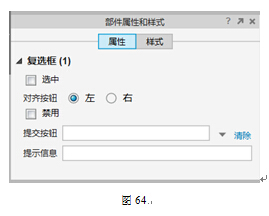 部件属性和样式
属性 样式
复选框 (1)
选中
对齐按钮 左 右
禁用
提交按钮 清除
提示信息
图 64.